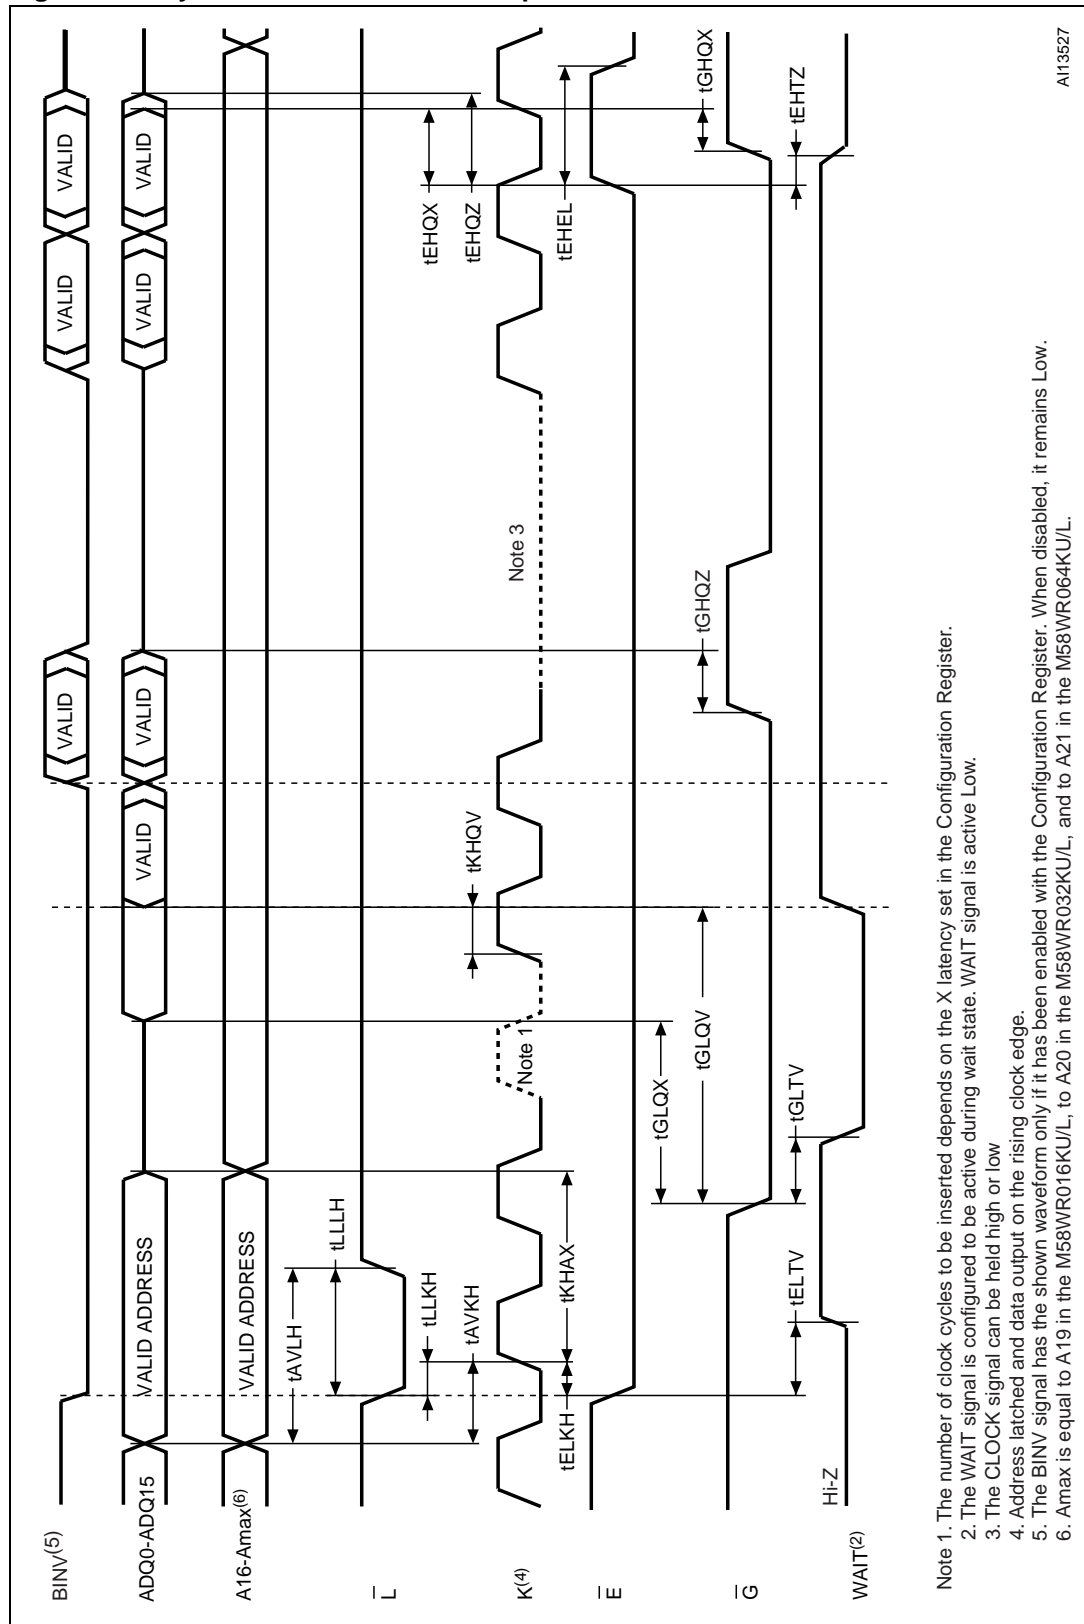 BINV(5)
VALID
VALID
VALID
ADQ0-ADQ15
VALID ADDRESS
VALID
VALID
VALID
VALID
A16-Amax(6)
VALID ADDRESS
tAVLH
L
tLLLH
tLLKH
tAVKH
K(4)
tELKH
tKHAX
Note 1
tKHQV
Note 3
tEHQX
tEHQZ
E
tEHEL
tGLQX
tGLQV
G
tGHQZ
tGHQX
WAIT(2)
Hi-Z
tELTV
tGLTV
tEHTZ
Note 1. The number of clock cycles to be inserted depends on the X latency set in the Configuration Register.
2. The WAIT signal is configured to be active during wait state. WAIT signal is active Low.
3. The CLOCK signal can be held high or low
4. Address latched and data output on the rising clock edge.
5. The BINV signal has the shown waveform only if it has been enabled with the Configuration Register. When disabled, it remains Low.
6. Amax is equal to A19 in the M58WR016KU/L, to A20 in the M58WR032KU/L, and to A21 in the M58WR064KU/L.
AI13527